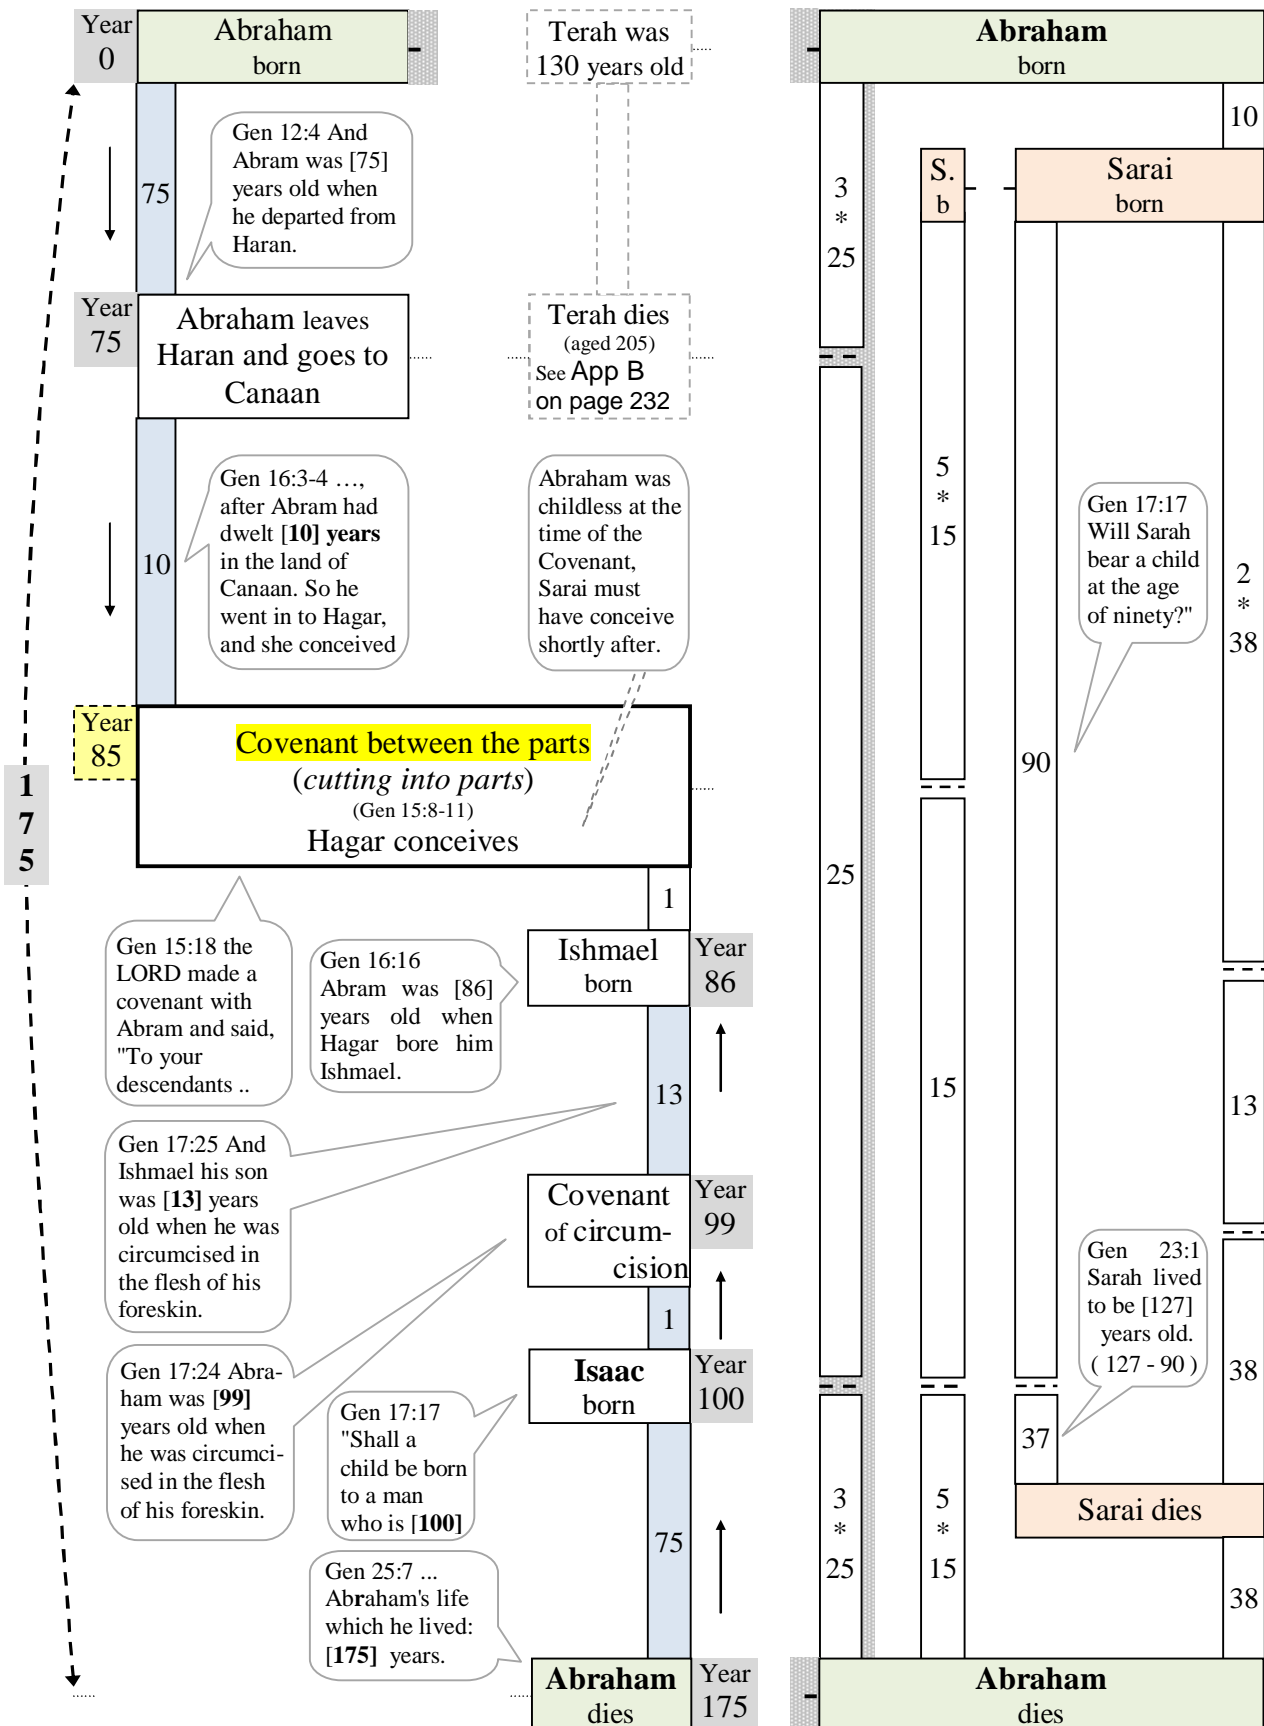 Year
0
Abraham
born
Terah was
130 years old
Abraham
born
75
Gen 12:4 And
Abram was [75]
years old when
he departed from
Haran.
3
*
25
10
S.
b
Sarai
born
Year
75
Abraham leaves
Haran and goes to
Canaan
Terah dies
(aged 205)
See App B
on page 232
10
Gen 16:3-4 …,
after Abram had
dwelt [10] years
in the land of
Canaan. So he
went in to Hagar,
and she conceived
Abraham was
childless at the
time of the
Covenant,
Sarai must
have conceive
shortly after.
5
*
15
Gen 17:17
Will Sarah
bear a child
at the age
of ninety?"
2
*
38
Year
85
Covenant between the parts
(cutting into parts)
(Gen 15:8-11)
Hagar conceives
90
1
7
5
25
1
Gen 15:18 the
LORD made a
covenant with
Abram and said,
"To your
descendants ..
Gen 16:16
Abram was [86]
years old when
Hagar bore him
Ishmael.
Ishmael
born
Year
86
13
15
13
Gen 17:25 And
Ishmael his son
was [13] years
old when he was
circumcised in
the flesh of his
foreskin.
Covenant
of circum-
cision
Year
99
Gen 23:1
Sarah lived
to be [127]
years old.
( 127 - 90 )
1
Gen 17:24 Abra-
ham was [99]
years old when
he was circumci-
sed in the flesh
of his foreskin.
Gen 17:17
"Shall a
child be born
to a man
who is [100]
Isaac
born
Year
100
38
37
75
3
*
25
5
*
15
Sarai dies
38
Gen 25:7 ...
Abraham's life
which he lived:
[175] years.
Abraham
dies
Year
175
Abraham
dies